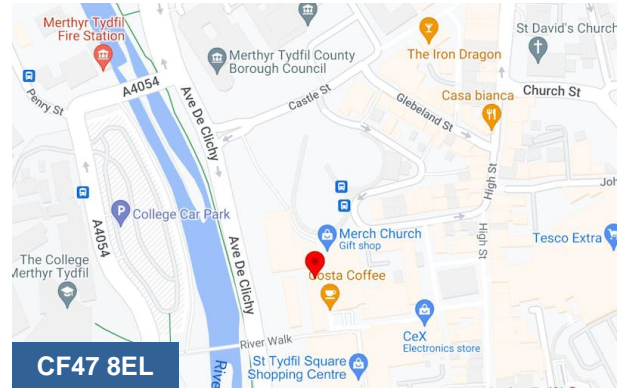 Merthyr Tydfil
Fire Station
St David's Church
The Iron Dragon
Merthyr Tydfil County
Borough Council
A4054
Penry St
Ave De Clichy
Castle St
Church St
Casa bianca
Glebeland St
High St
College Car Park
A4054
Merch Church
Gift shop
Tesco Extra
High St
Ave De Clichy
Costa Coffee
The College
Merthyr Tydfil
CeX
Electronics store
River Walk
St Tydfil Square
Shopping Centre
CF47 8EL